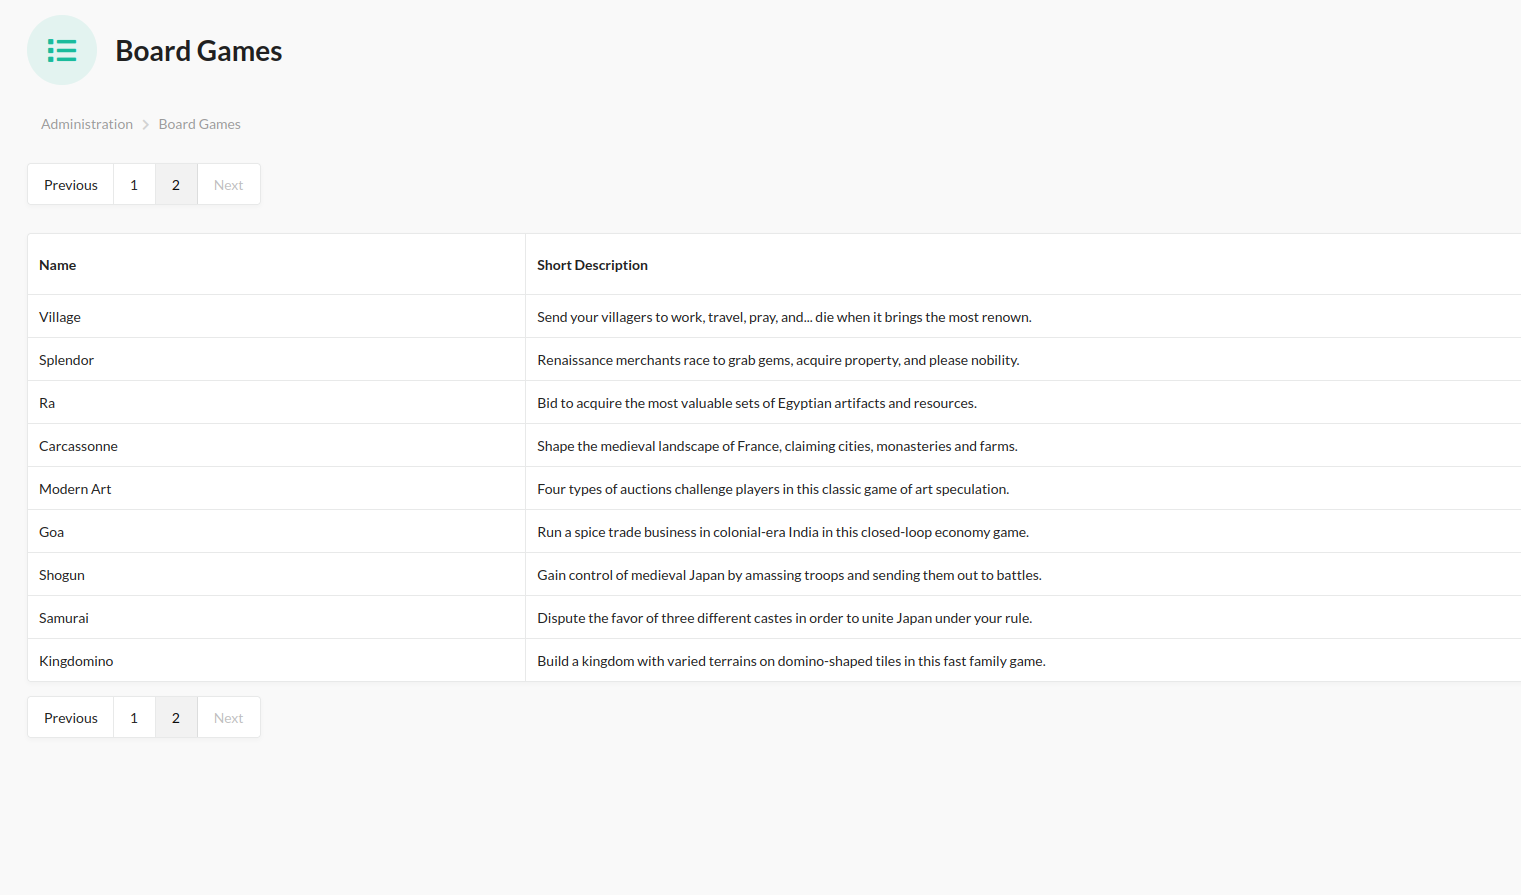 Board Games
Administration > Board Games
Previous 1 2 Next
Name Short Description
Village Send your villagers to work, travel, pray, and... die when it brings the most renown.
Splendor Renaissance merchants race to grab gems, acquire property, and please nobility.
Ra Bid to acquire the most valuable sets of Egyptian artifacts and resources.
Carcassonne Shape the medieval landscape of France, claiming cities, monasteries and farms.
Modern Art Four types of auctions challenge players in this classic game of art speculation.
Goa Run a spice trade business in colonial-era India in this closed-loop economy game.
Shogun Gain control of medieval Japan by amassing troops and sending them out to battles.
Samurai Dispute the favor of three different castes in order to unite Japan under your rule.
Kingdomino Build a kingdom with varied terrains on domino-shaped tiles in this fast family game.
Previous 1 2 Next